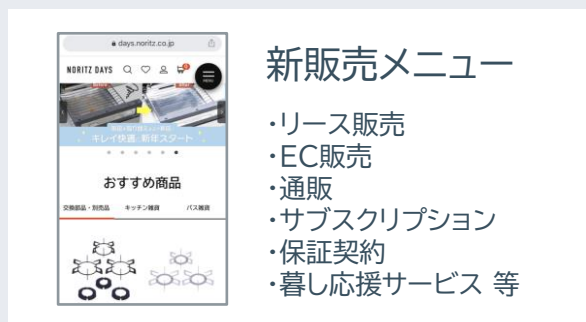 days.noritz.co.jp
NORITZ DAYS
MENU
キレイ快適 新年スタート
おすすめ商品
交換部品・別売品 キッチン雑貨 バス雑貨
新販売メニュー
・リース販売
・EC販売
・通販
・サブスクリプション
・保証契約
・暮し応援サービス 等